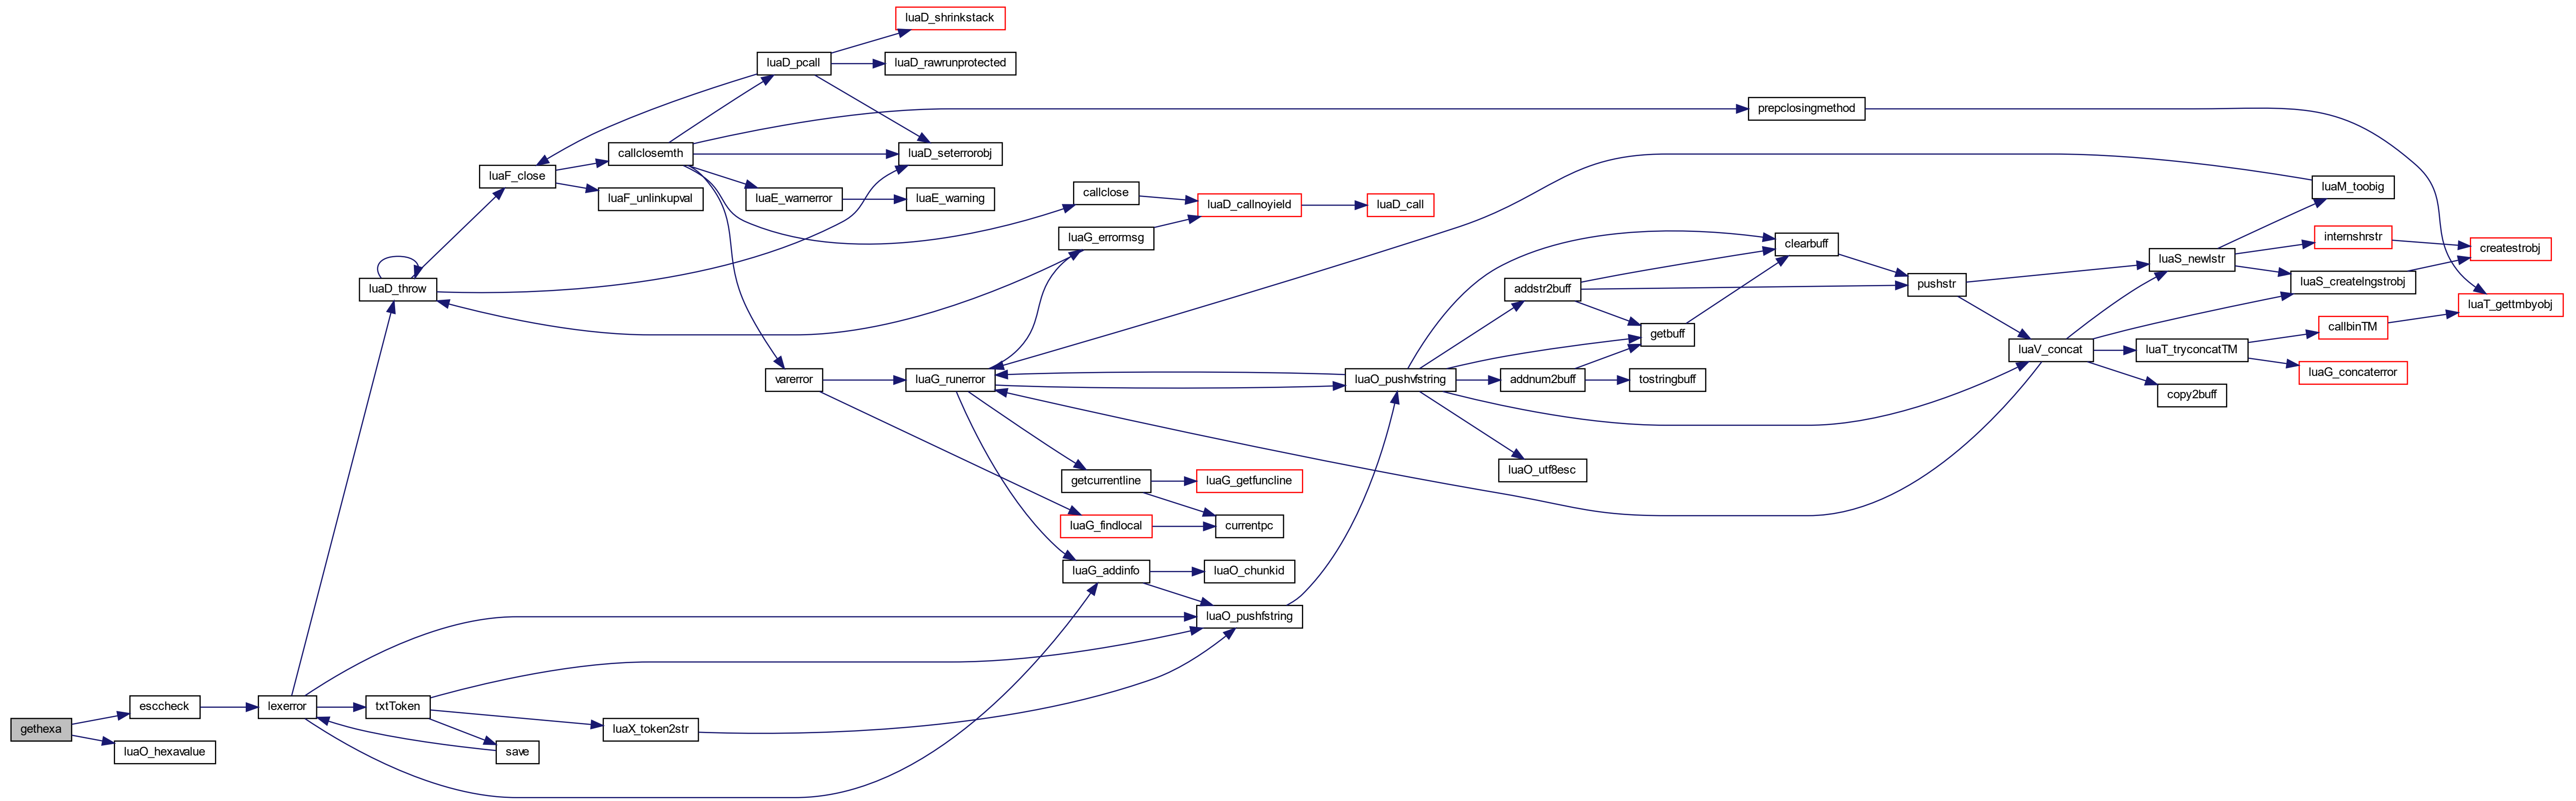 luaD_shrinkstack
luaD_pcall
luaD_rawrunprotected
prepclosingmethod
callclosemth
luaD_seterrorobj
luaF_close
luaF_unlinkupval
luaE_warnerror
luaE_warning
callclose
luaD_callnoyield
luaD_call
luaM_toobig
luaG_errormsg
clearbuff
internshrstr
createstrobj
luaS_newlstr
luaD_throw
addstr2buff
pushstr
luaS_createlngstrobj
luaT_gettmbyobj
getbuff
callbinTM
luaV_concat
luaT_tryconcatTM
varerror
luaG_runerror
luaO_pushvfstring
addnum2buff
tostringbuff
luaG_concaterror
copy2buff
luaO_utf8esc
getcurrentline
luaG_getfuncline
luaG_findlocal
currentpc
luaG_addinfo
luaO_chunkid
luaO_pushfstring
esccheck
lexerror
txtToken
gethexa
luaX_token2str
luaO_hexavalue
save